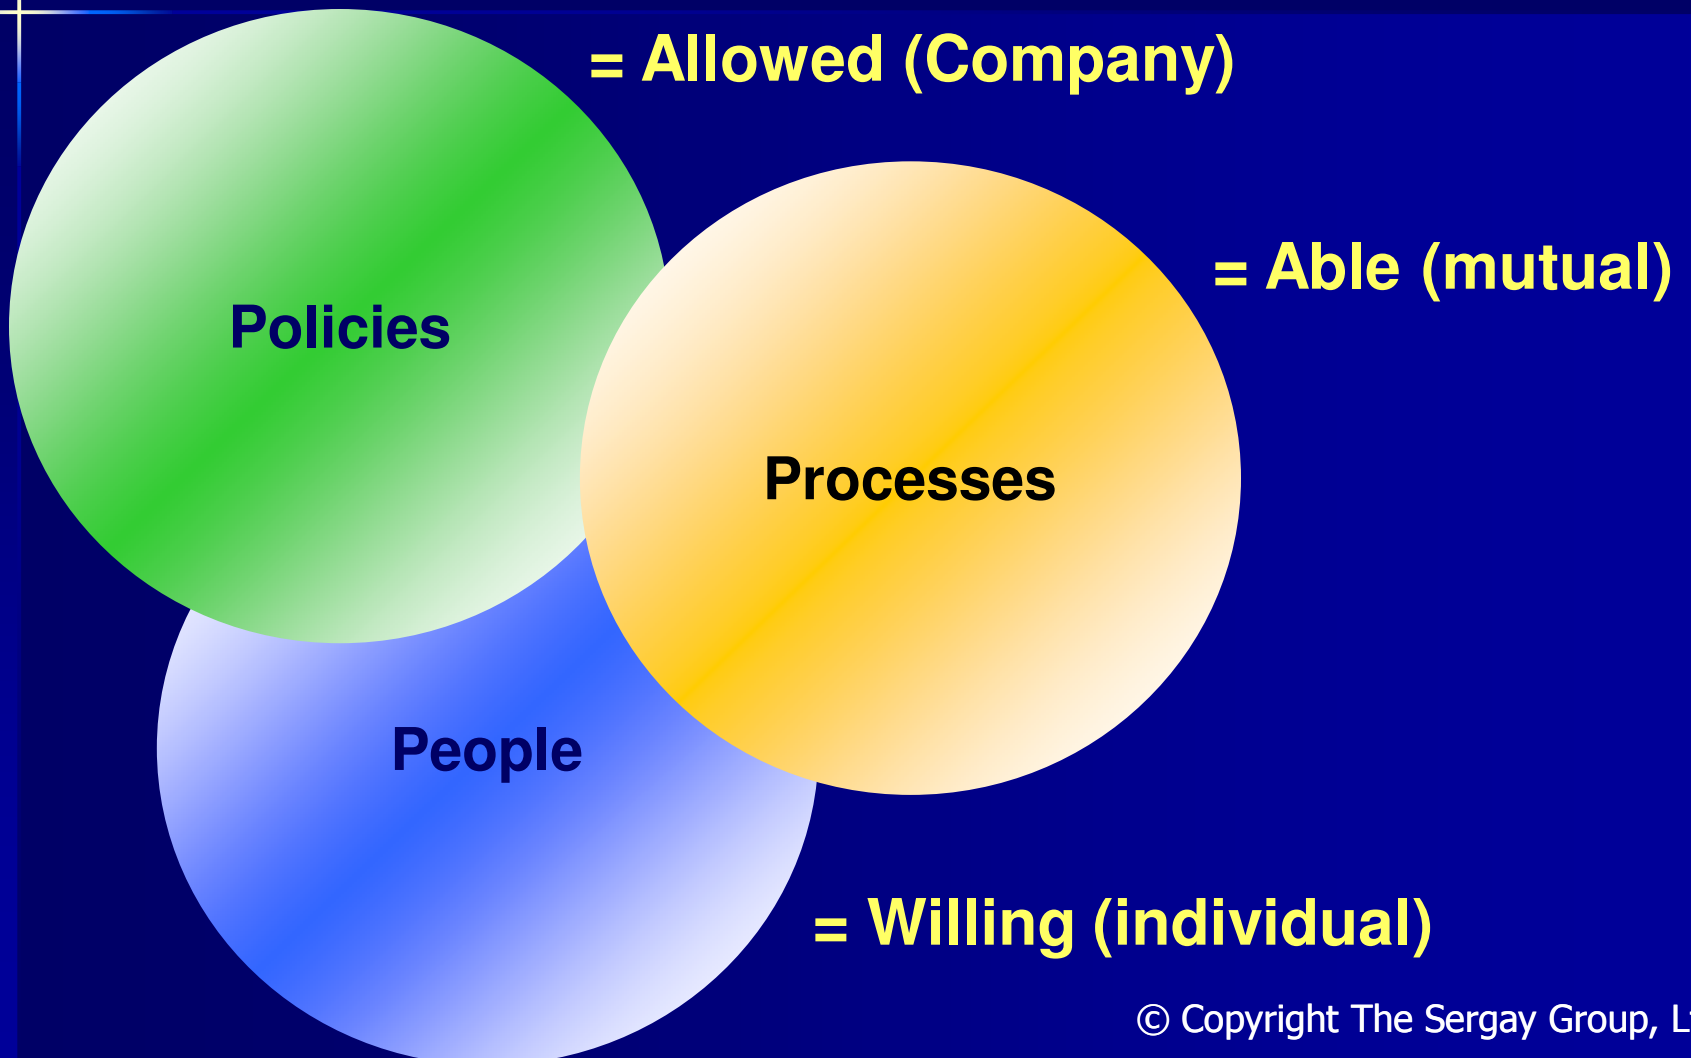 = Allowed (Company)
= Able (mutual)
Policies
Processes
People
= Willing (individual)
© Copyright The Sergay Group,